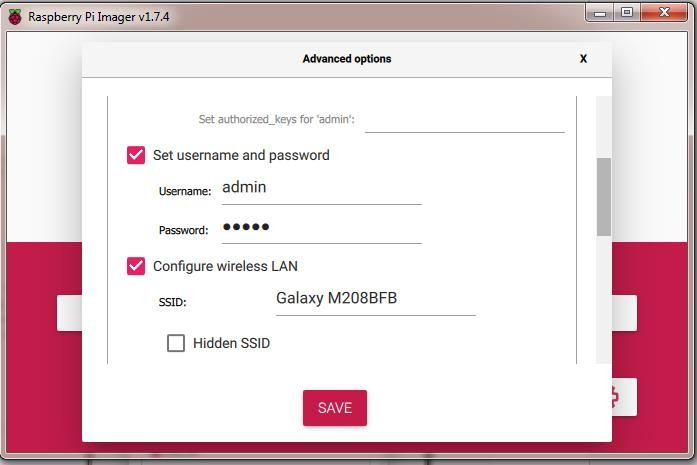 Raspberry Pi Imager v1.7.4
Advanced options
X
Set authorized_keys for 'admin':
Set username and password
Username: admin
Password: •••••
Configure wireless LAN
SSID: Galaxy M208BFB
Hidden SSID
SAVE